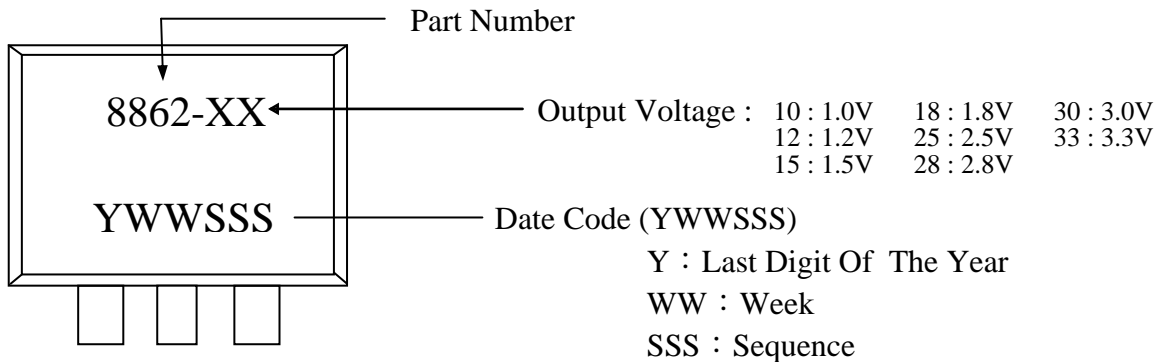 Part Number
8862-XX
Output Voltage : 10 : 1.0V 18 : 1.8V 30 : 3.0V
12 : 1.2V 25 : 2.5V 33 : 3.3V
15 : 1.5V 28 : 2.8V
YWWSSS
Date Code (YWWSSS)
Y：Last Digit Of The Year
WW：Week
SSS：Sequence